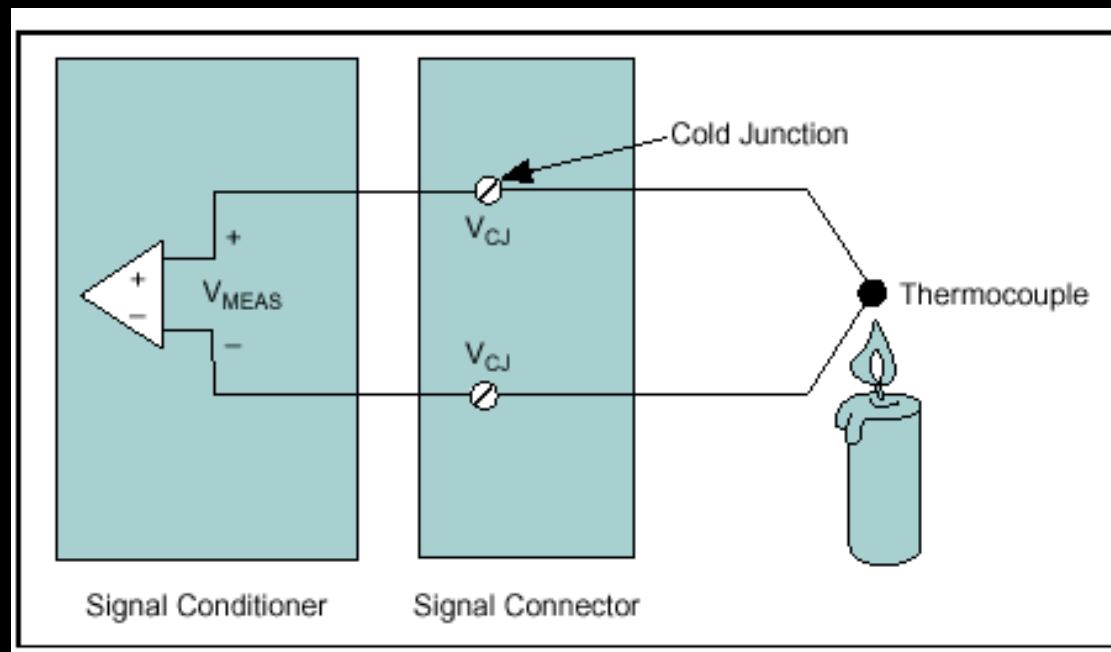 Cold Junction
V_CJ
+
V_MEAS
+
−
Thermocouple
−
V_CJ
Signal Conditioner
Signal Connector